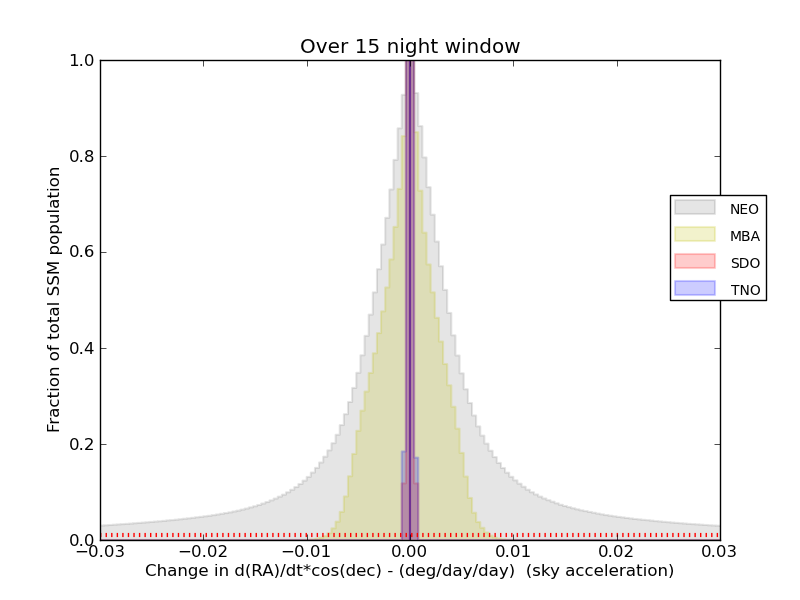 Over 15 night window
Fraction of total SSM population
1.0
0.8
0.6
0.4
0.2
0.0
NEO
MBA
SDO
TNO
−0.03 −0.02 −0.01 0.00 0.01 0.02 0.03
Change in d(RA)/dt*cos(dec) - (deg/day/day) (sky acceleration)